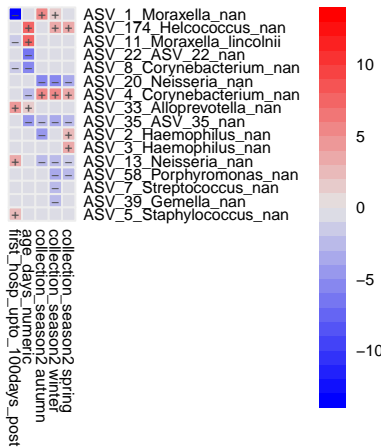 − + + ASV_1_Moraxella_nan
+ + + ASV_174_Helcococcus_nan
− + ASV_11_Moraxella_lincolnii
− ASV_22_ASV_22_nan
− − ASV_8_Corynebacterium_nan
− − − ASV_20_Neisseria_nan
− + + + ASV_4_Corynebacterium_nan
+ + ASV_33_Alloprevotella_nan
− − − − ASV_35_ASV_35_nan
− + ASV_2_Haemophilus_nan
+ ASV_3_Haemophilus_nan
+ − − − ASV_13_Neisseria_nan
− − ASV_58_Porphyromonas_nan
− ASV_7_Streptococcus_nan
− ASV_39_Gemella_nan
+ ASV_5_Staphylococcus_nan
first_hosp_upto_100days_post
age_days_numeric
collection_season2 autumn
collection_season2 winter
collection_season2 spring
10
5
0
−5
−10